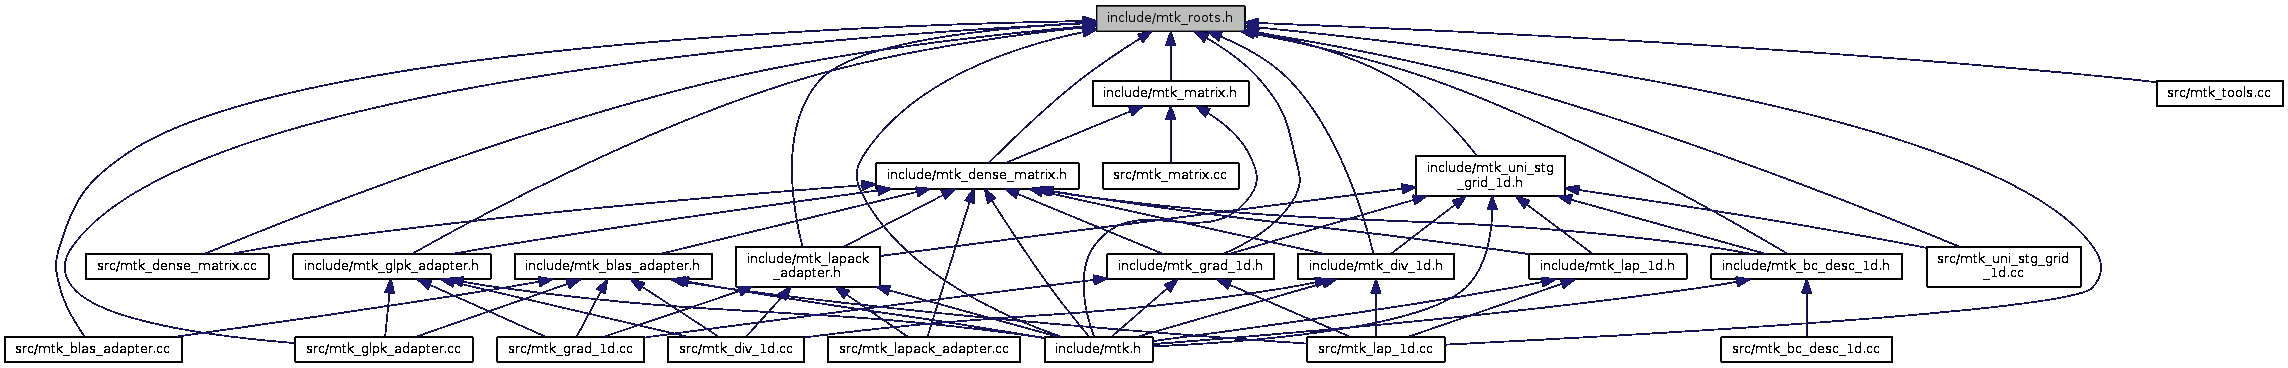 include/mtk_roots.h
include/mtk_matrix.h
src/mtk_tools.cc
include/mtk_dense_matrix.h
src/mtk_matrix.cc
include/mtk_uni_stg
_grid_1d.h
src/mtk_dense_matrix.cc
include/mtk_glpk_adapter.h
include/mtk_blas_adapter.h
include/mtk_lapack
_adapter.h
include/mtk_grad_1d.h
include/mtk_div_1d.h
include/mtk_lap_1d.h
include/mtk_bc_desc_1d.h
src/mtk_uni_stg_grid
_1d.cc
src/mtk_blas_adapter.cc
src/mtk_glpk_adapter.cc
src/mtk_grad_1d.cc
src/mtk_div_1d.cc
src/mtk_lapack_adapter.cc
include/mtk.h
src/mtk_lap_1d.cc
src/mtk_bc_desc_1d.cc